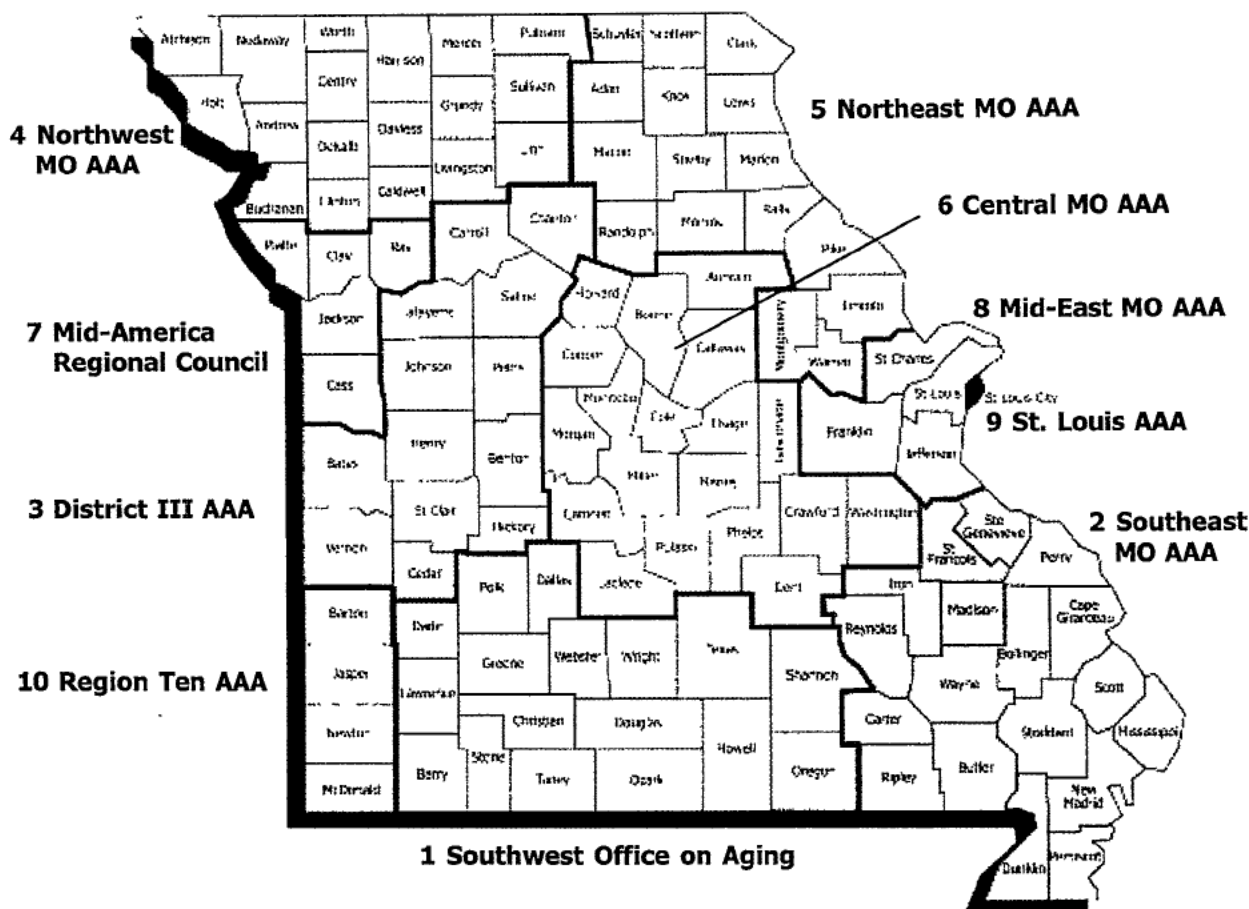 Atchison
Nodaway
Worth
Harrison
Mercer
Putnam
Schuyler
Scotland
Clark
Holt
Gentry
Sullivan
Adair
Knox
Lewis
5 Northeast MO AAA
4 Northwest
MO AAA
Andrew
Dekalb
Daviess
Grundy
Livingston
Linn
Macon
Shelby
Marion
Buchanan
Clinton
Caldwell
6 Central MO AAA
Platte
Clay
Ray
Carroll
Chariton
Randolph
Monroe
Ralls
Pike
Audrain
7 Mid-America
Regional Council
Jackson
Lafayette
Saline
Howard
Boone
Callaway
Montgomery
Lincoln
8 Mid-East MO AAA
Cass
Johnson
Pettis
Cooper
Warren
St Charles
St Louis
St Louis City
9 St. Louis AAA
Moniteau
Cole
Osage
Gasconade
Franklin
Jefferson
Bates
Henry
Benton
Morgan
Miller
Maries
3 District III AAA
Vernon
St Clair
Hickory
Camden
Pulaski
Phelps
Crawford
Washington
Ste
Genevieve
St
Francois
Perry
2 Southeast
MO AAA
Cedar
Polk
Dallas
Laclede
Dent
Iron
Madison
Cape
Girardeau
Barton
Dade
Reynolds
Bollinger
10 Region Ten AAA
Jasper
Greene
Webster
Wright
Texas
Shannon
Wayne
Scott
Lawrence
Christian
Douglas
Carter
Stoddard
Mississippi
Newton
McDonald
Barry
Stone
Taney
Ozark
Howell
Oregon
Ripley
Butler
New
Madrid
Dunklin
Pemiscot
1 Southwest Office on Aging